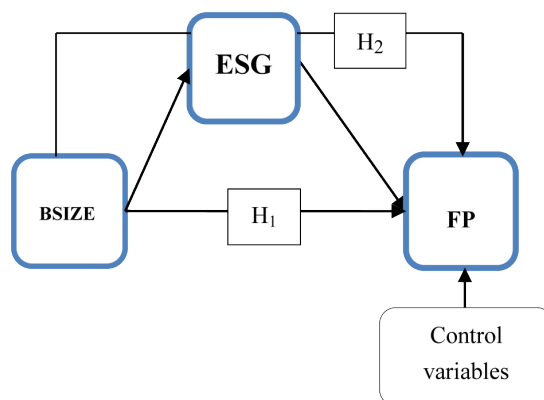 H2
ESG
BSIZE
H1
FP
Control
variables